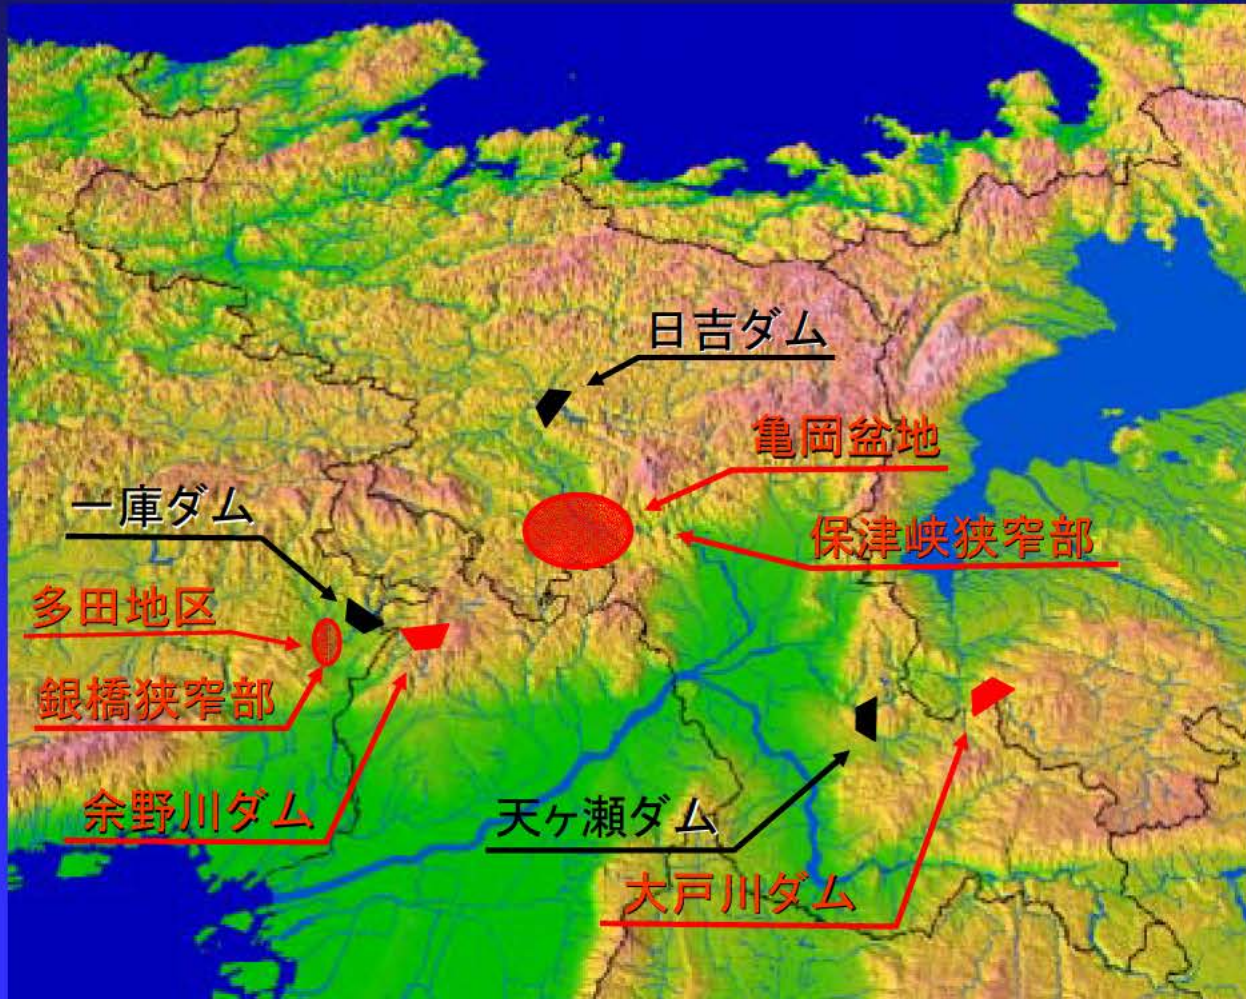 日吉ダム
亀岡盆地
一庫ダム
保津峡狭窄部
多田地区
銀橋狭窄部
余野川ダム
天ヶ瀬ダム
大戸川ダム